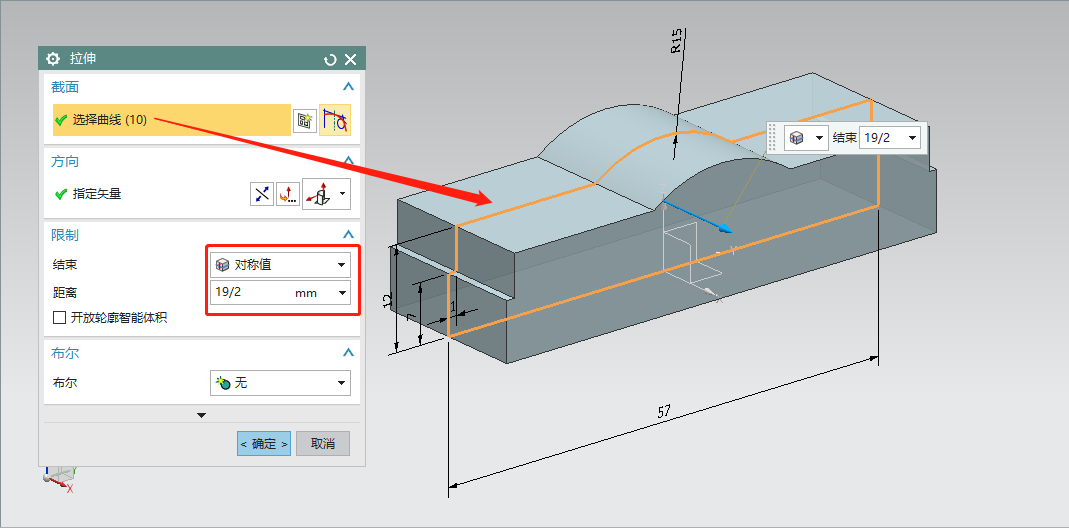 拉伸
截面
选择曲线 (10)
方向
指定矢量
限制
结束
对称值
距离
19/2
mm
开放轮廓智能体积
布尔
布尔
无
< 确定 >
取消
R15
结束
19/2
12
7
1
57
Y
X
X